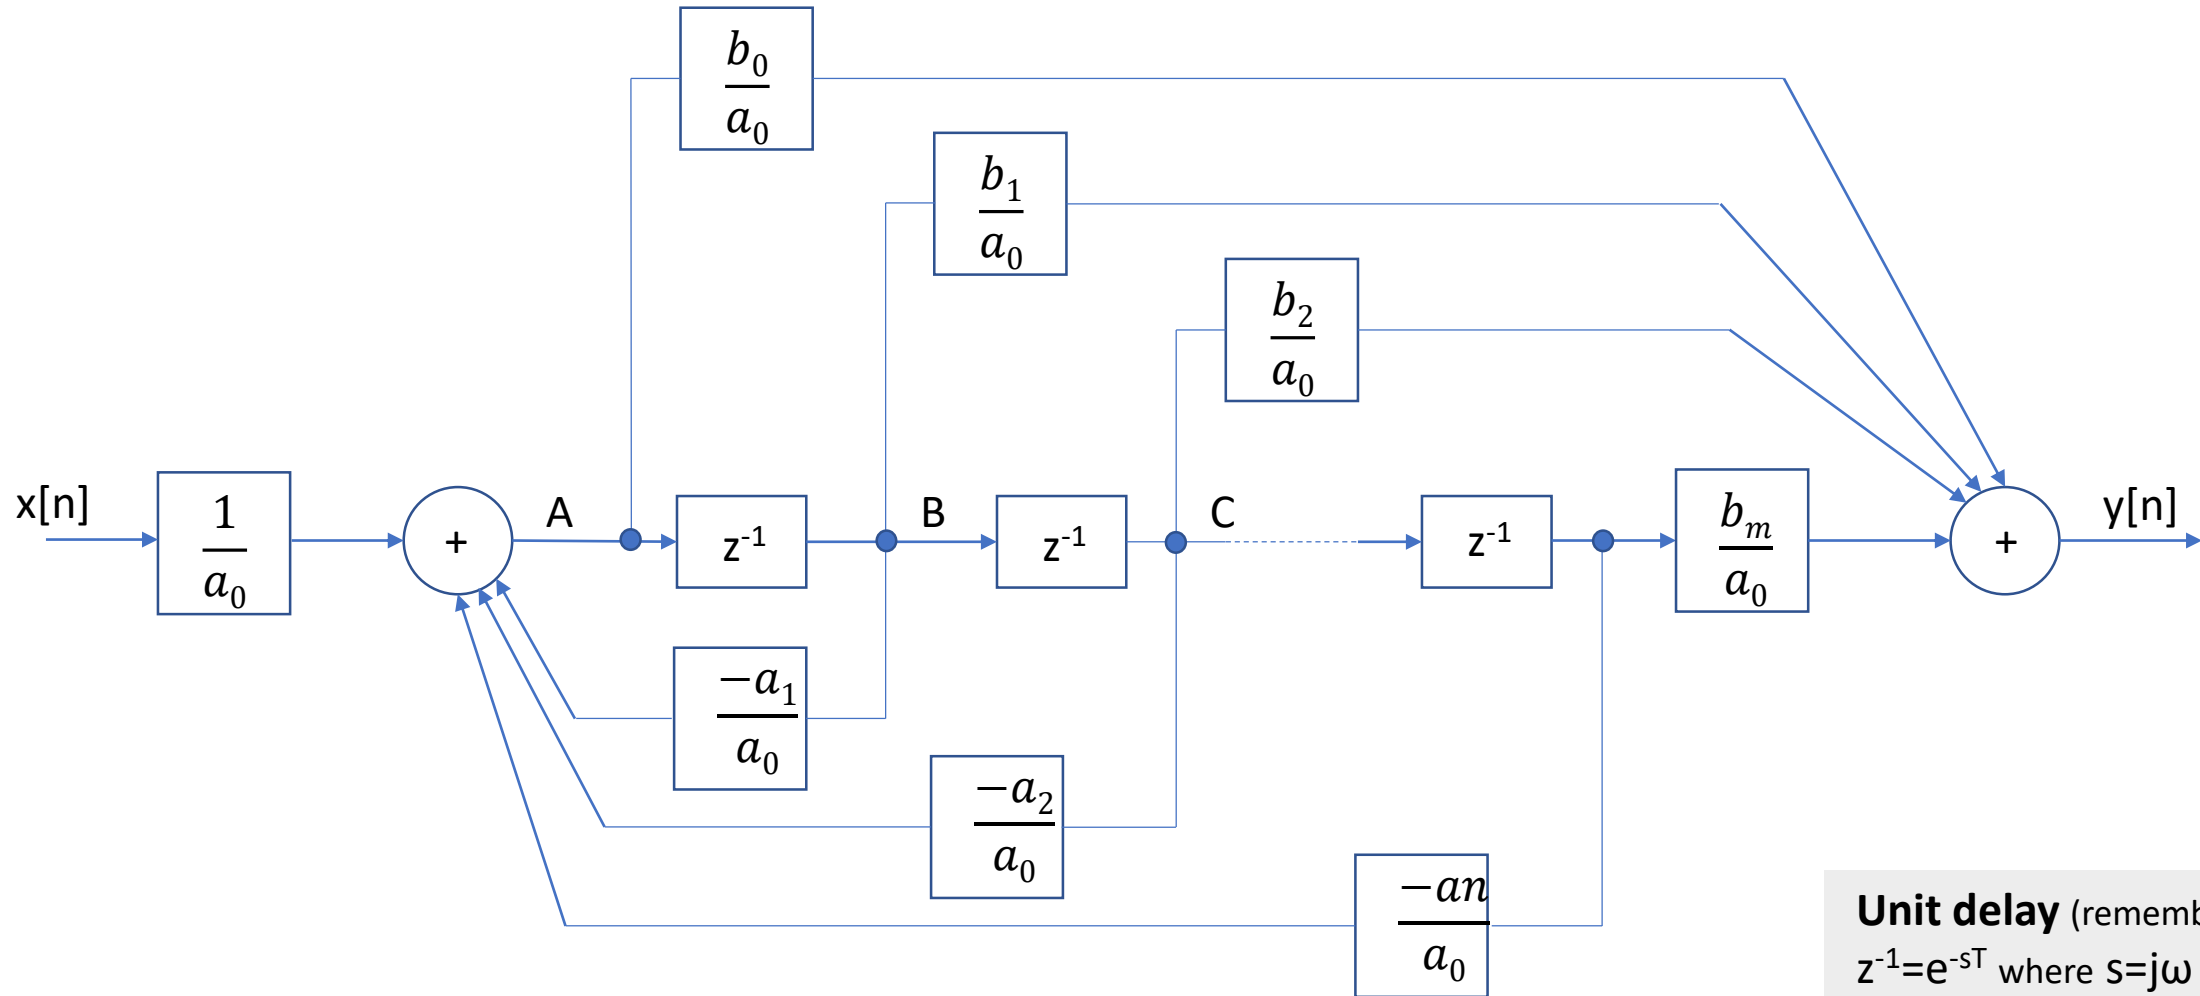 b₀
a₀
b₁
a₀
b₂
a₀
x[n]
1
a₀
+
A
z⁻¹
B
z⁻¹
C
z⁻¹
bₘ
a₀
+
y[n]
−a₁
a₀
−a₂
a₀
−an
a₀
Unit delay
z⁻¹=e⁻ˢᵀ where s=jω